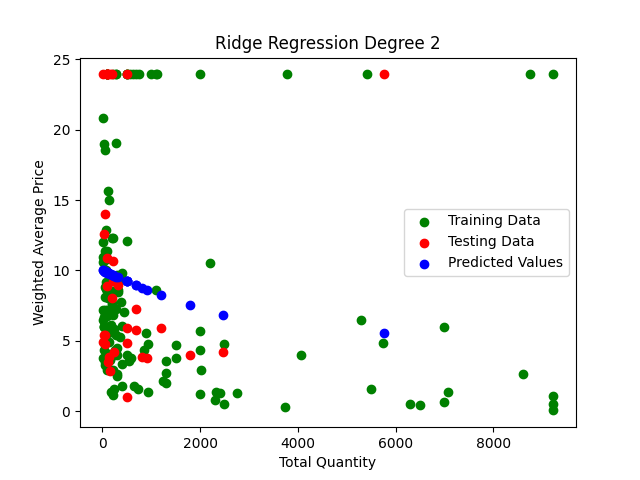 Ridge Regression Degree 2
25
20
15
10
5
0
Weighted Average Price
Training Data
Testing Data
Predicted Values
0
2000
4000
6000
8000
Total Quantity